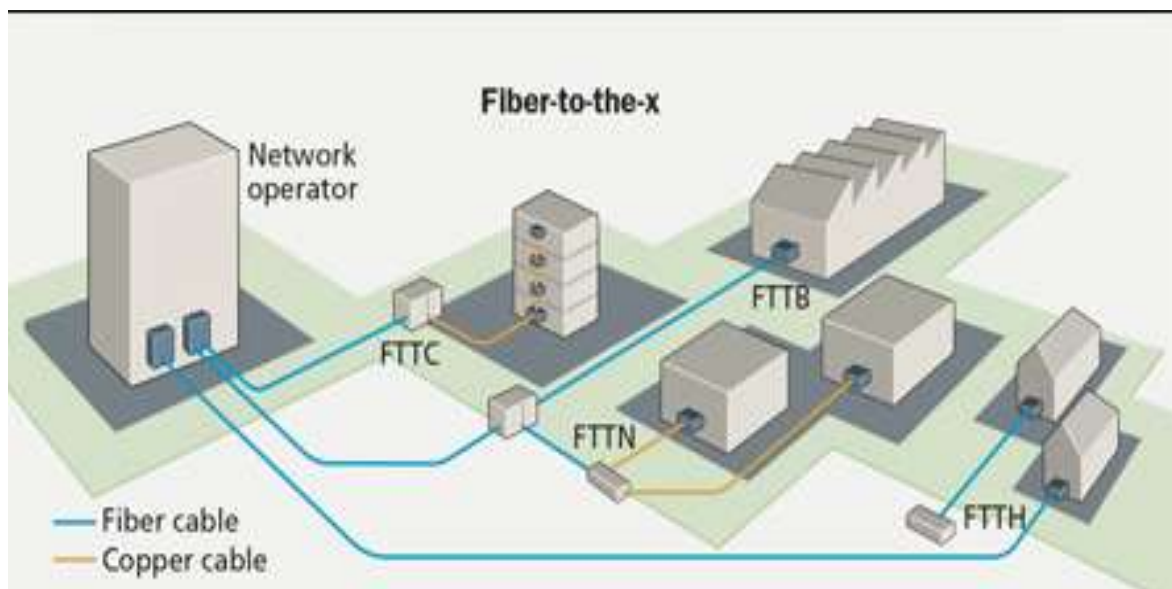 Fiber-to-the-x
Network
operator
FTTB
FTTC
FTTN
FTTH
Fiber cable
Copper cable